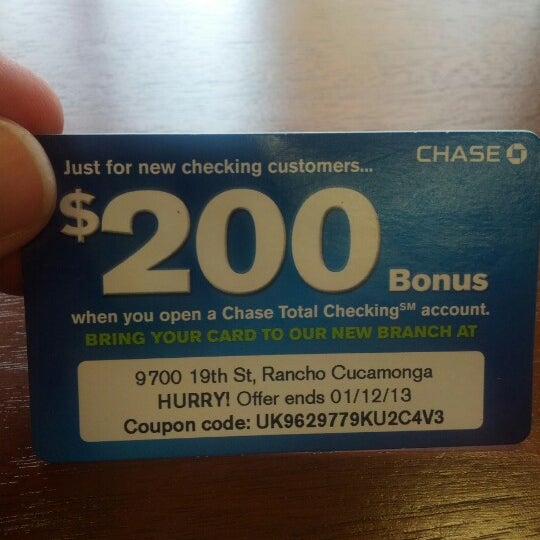 CHASE
Just for new checking customers...
$200 Bonus
when you open a Chase Total Checking℠ account.
BRING YOUR CARD TO OUR NEW BRANCH AT
9700 19th St, Rancho Cucamonga
HURRY! Offer ends 01/12/13
Coupon code: UK9629779KU2C4V3